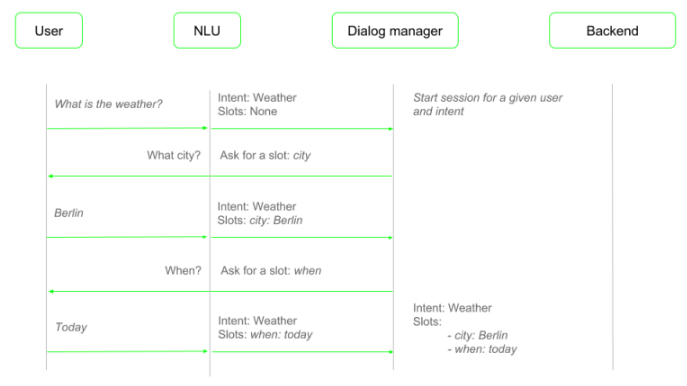 User
NLU
Dialog manager
Backend
What is the weather?
Intent: Weather
Slots: None
Start session for a given user
and intent
What city?
Ask for a slot: city
Berlin
Intent: Weather
Slots: city: Berlin
When?
Ask for a slot: when
Today
Intent: Weather
Slots: when: today
Intent: Weather
Slots:
- city: Berlin
- when: today